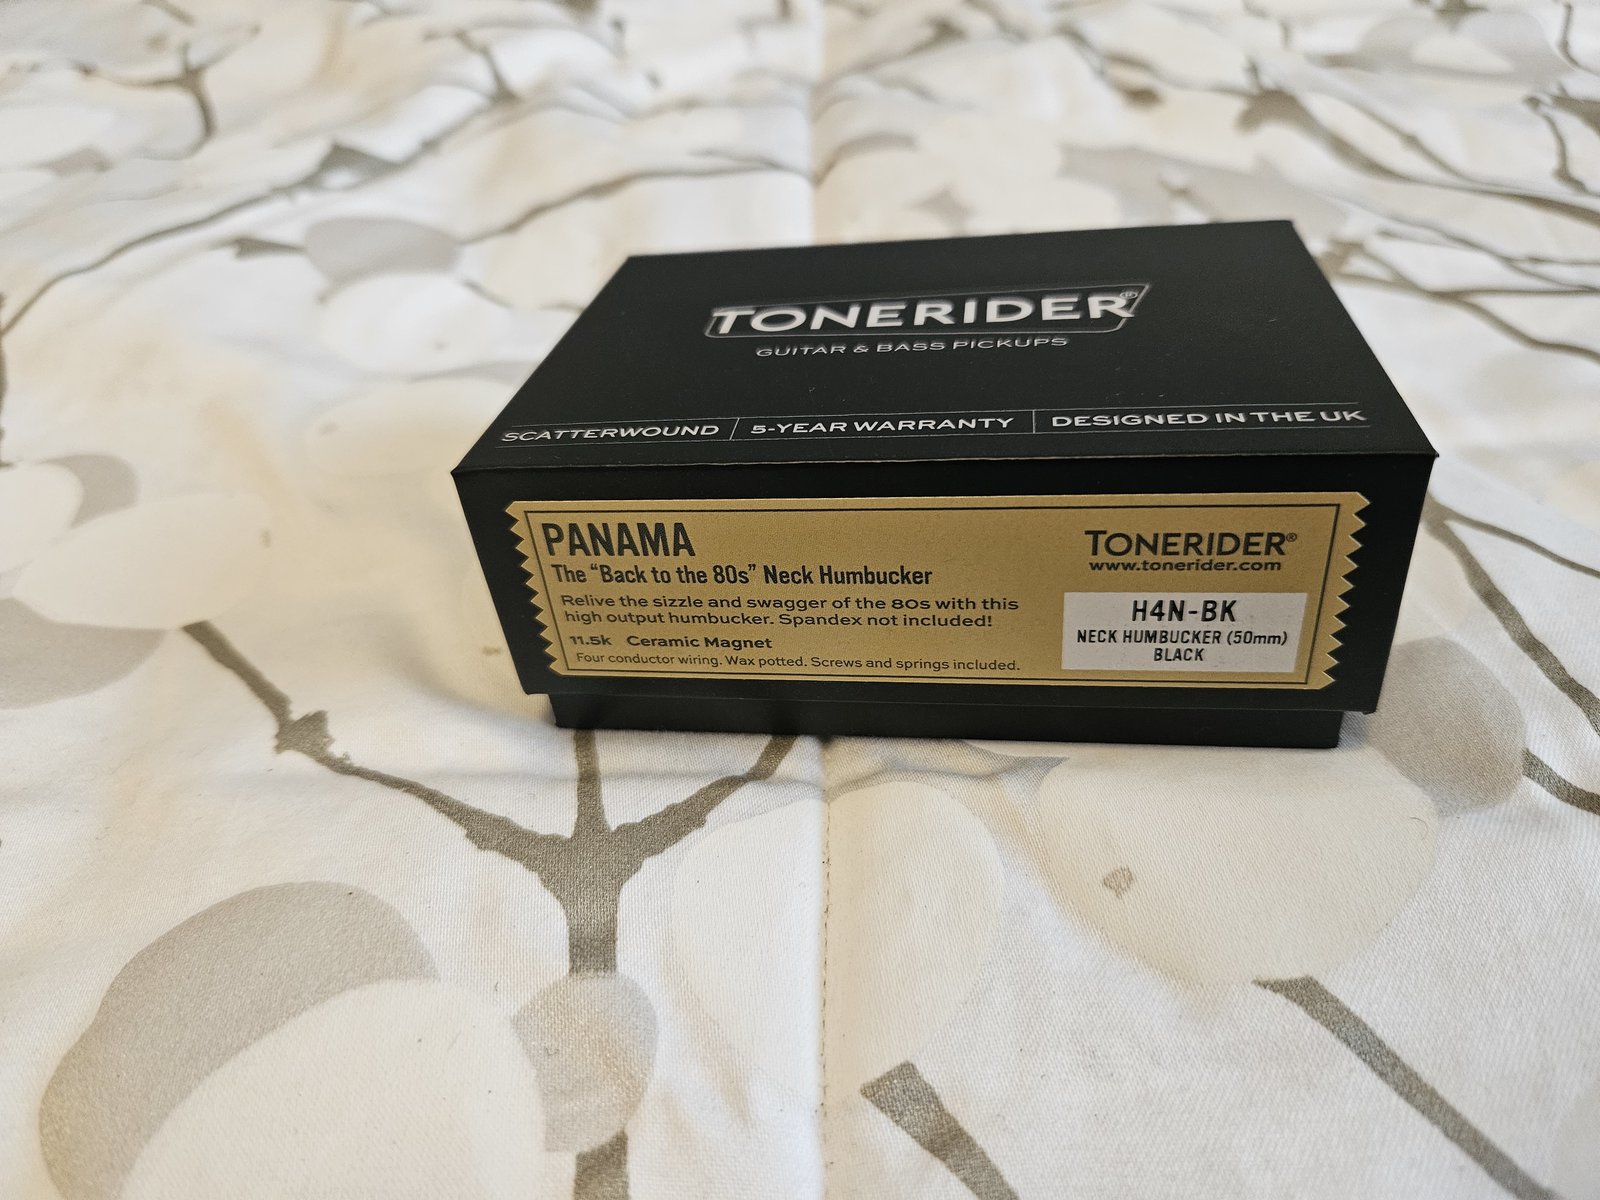 TONERIDER®
GUITAR & BASS PICKUPS
SCATTERWOUND | 5-YEAR WARRANTY | DESIGNED IN THE UK
PANAMA
The “Back to the 80s” Neck Humbucker
Relive the sizzle and swagger of the 80s with this
high output humbucker. Spandex not included!
11.5k Ceramic Magnet
Four conductor wiring. Wax potted. Screws and springs included.
TONERIDER®
www.tonerider.com
H4N-BK
NECK HUMBUCKER (50mm)
BLACK